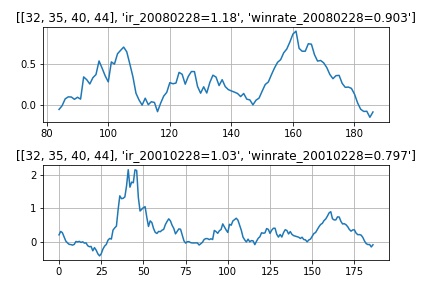 [[32, 35, 40, 44], 'ir_20080228=1.18', 'winrate_20080228=0.903']
0.5
0.0
80 100 120 140 160 180
[[32, 35, 40, 44], 'ir_20010228=1.03', 'winrate_20010228=0.797']
2
1
0
0 25 50 75 100 125 150 175